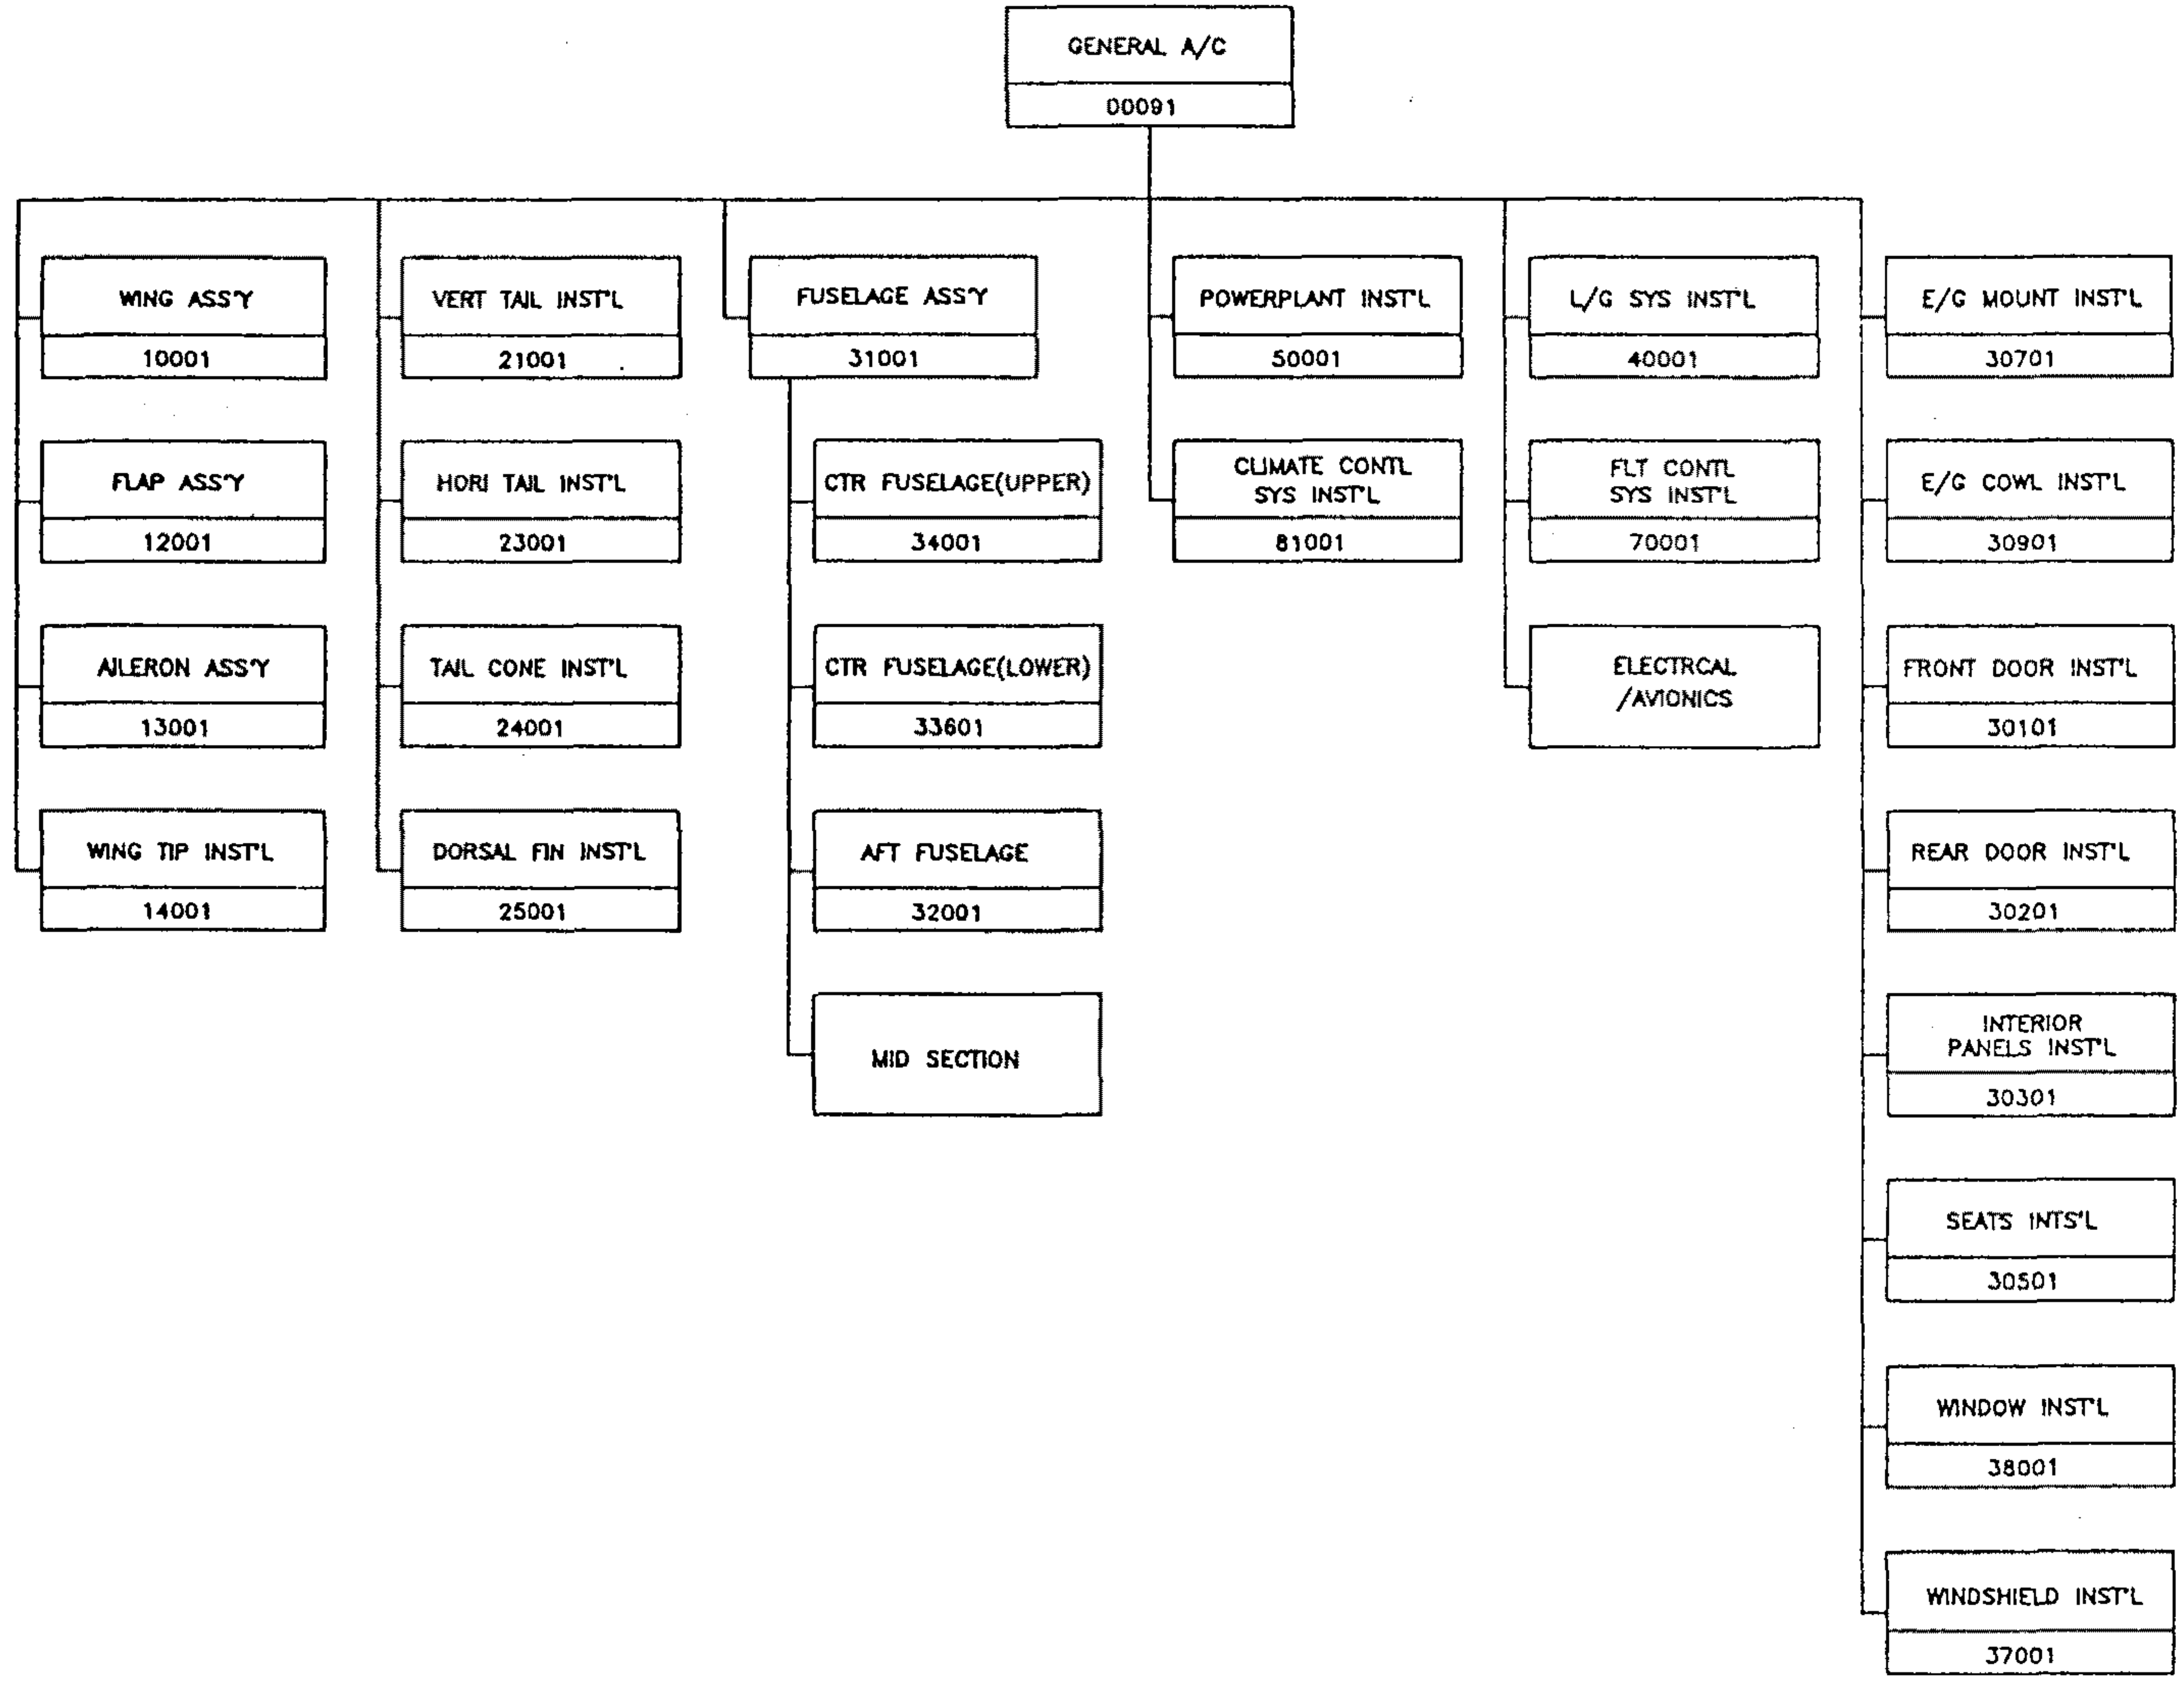 GENERAL A/C
00091
WING ASS'Y
10001
FLAP ASS'Y
12001
AILERON ASS'Y
13001
WING TIP INST'L
14001
VERT TAIL INST'L
21001
HORI TAIL INST'L
23001
TAIL CONE INST'L
24001
DORSAL FIN INST'L
25001
FUSELAGE ASS'Y
31001
CTR FUSELAGE(UPPER)
34001
CTR FUSELAGE(LOWER)
33601
AFT FUSELAGE
32001
MID SECTION
POWERPLANT INST'L
50001
CLIMATE CONTL
SYS INST'L
81001
L/G SYS INST'L
40001
FLT CONTL
SYS INST'L
70001
ELECTRCAL
/AVIONICS
E/G MOUNT INST'L
30701
E/G COWL INST'L
30901
FRONT DOOR INST'L
30101
REAR DOOR INST'L
30201
INTERIOR
PANELS INST'L
30301
SEATS INTS'L
30501
WINDOW INST'L
38001
WINDSHIELD INST'L
37001